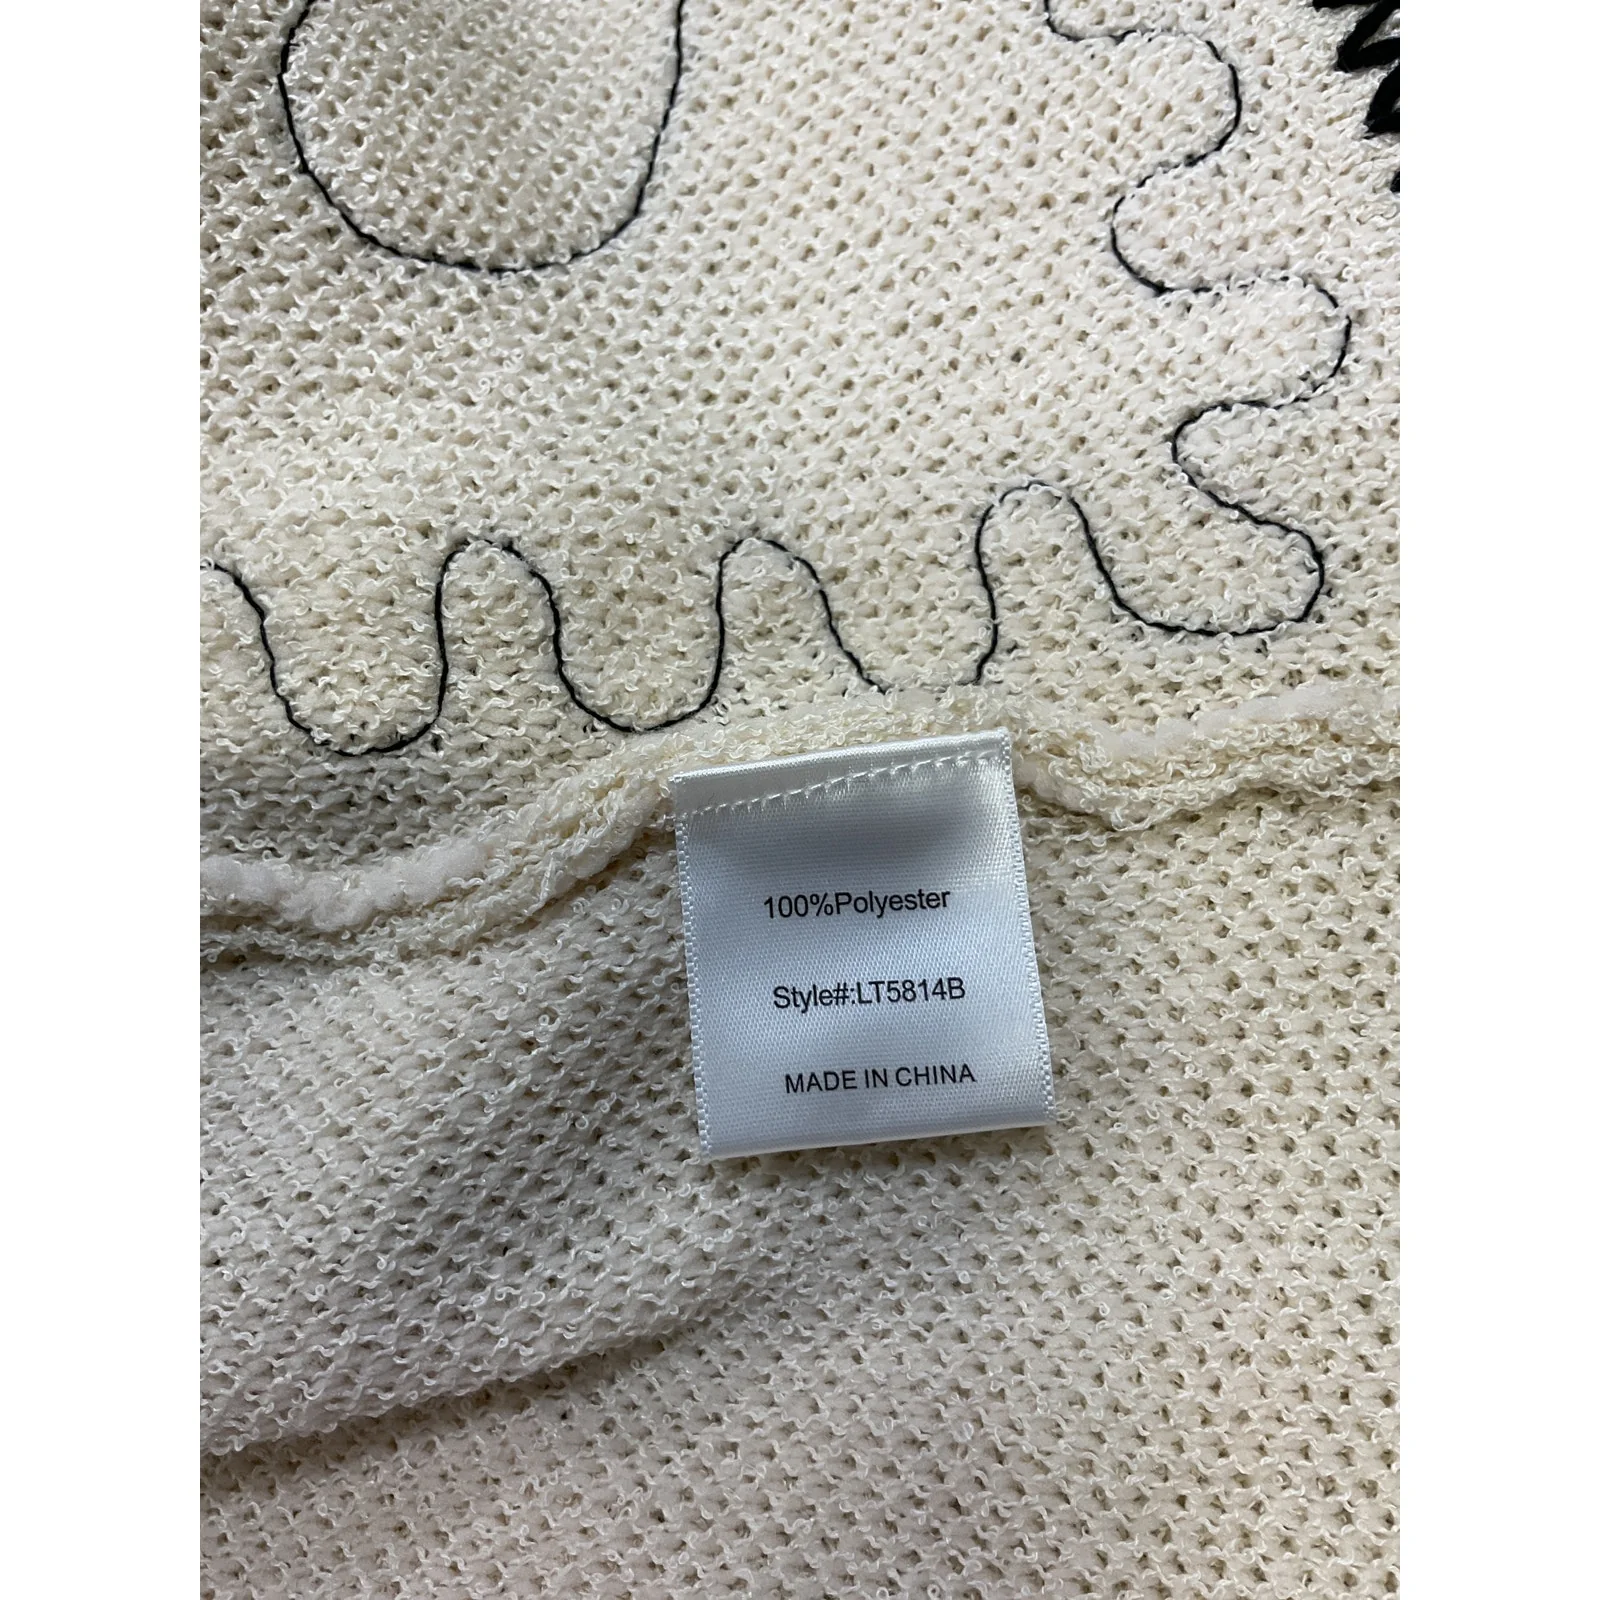 100%Polyester
Style#:LT5814B
MADE IN CHINA